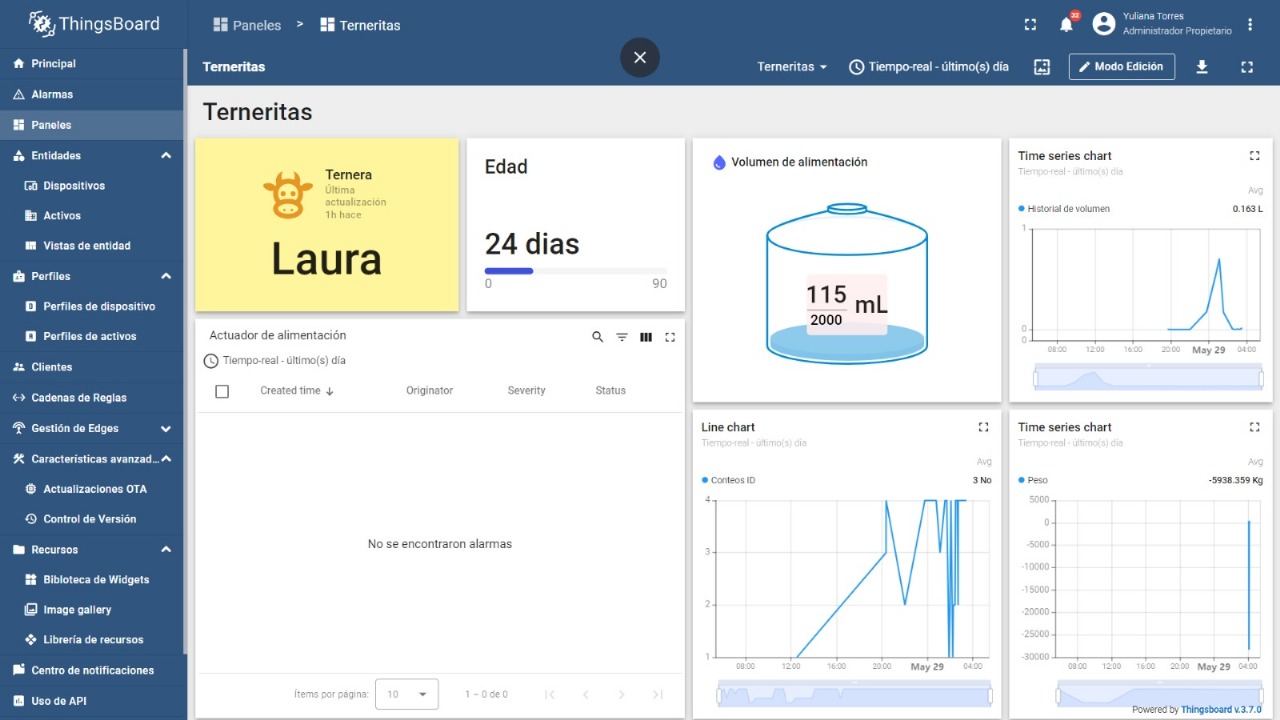 ThingsBoard
Paneles > Terneritas
22
Yuliana Torres
Administrador Propietario
Terneritas
Terneritas
Tiempo-real - último(s) día
Modo Edición
Principal
Alarmas
Paneles
Entidades
Dispositivos
Activos
Vistas de entidad
Perfiles
Perfiles de dispositivo
Perfiles de activos
Clientes
Cadenas de Reglas
Gestión de Edges
Características avanzad...
Actualizaciones OTA
Control de Versión
Recursos
Bibloteca de Widgets
Image gallery
Librería de recursos
Centro de notificaciones
Uso de API
Terneritas
Ternera
Última
actualización
1h hace
Laura
Edad
24 dias
0 90
Actuador de alimentación
Tiempo-real - último(s) día
Created time Originator Severity Status
No se encontraron alarmas
Ítems por página: 10 1 – 0 de 0
Volumen de alimentación
115
2000
mL
Time series chart
Tiempo-real - último(s) día
Avg
Historial de volumen 0.163 L
1
0
0
08:00 12:00 16:00 20:00 May 29 04:00
Line chart
Tiempo-real - último(s) día
Avg
Conteos ID 3 No
4
3
2
1
08:00 12:00 16:00 20:00 May 29 04:00
Time series chart
Tiempo-real - último(s) día
Avg
Peso -5938.359 Kg
5000
0
-5000
-10000
-15000
-20000
-25000
-30000
08:00 12:00 16:00 20:00 May 29 04:00
Powered by Thingsboard v.3.7.0